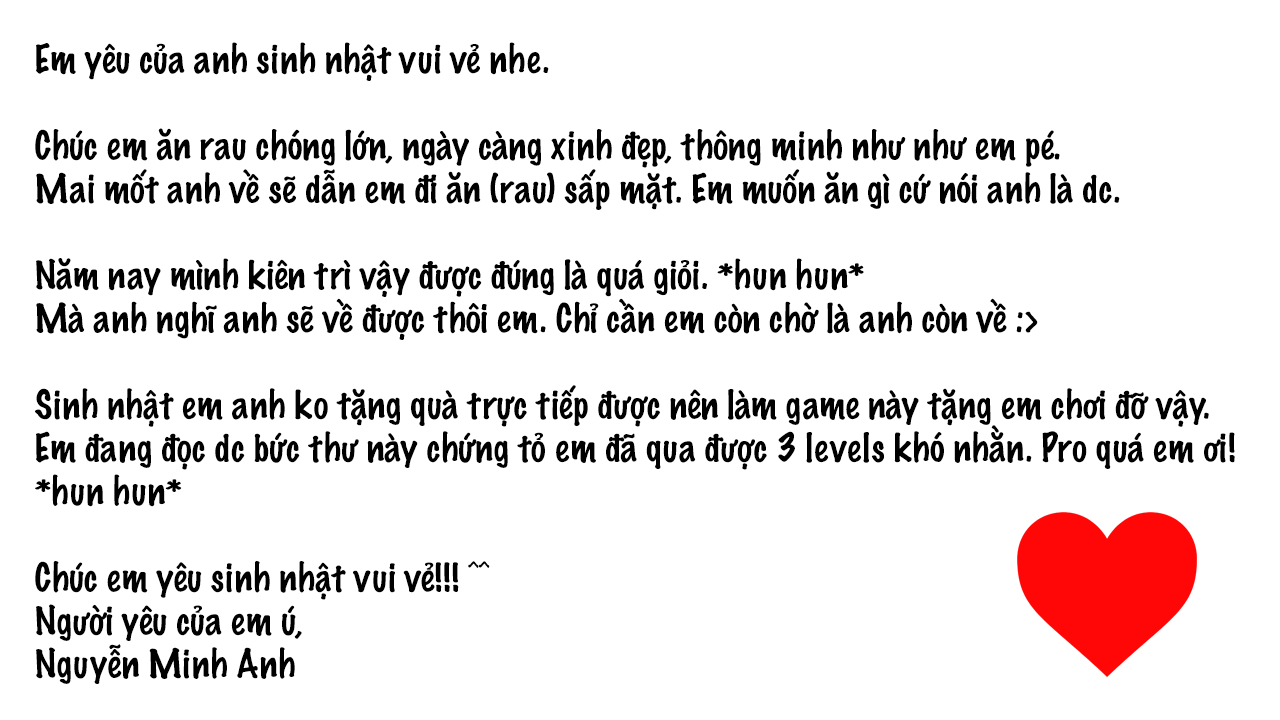 Em yêu của anh sinh nhật vui vẻ nhe.
Chúc em ăn rau chóng lớn, ngày càng xinh đẹp, thông minh như như em pé.
Mai mốt anh về sẽ dẫn em đi ăn (rau) sấp mặt. Em muốn ăn gì cứ nói anh là dc.
Năm nay mình kiên trì vậy được đúng là quá giỏi. *hun hun*
Mà anh nghĩ anh sẽ về được thôi em. Chỉ cần em còn chờ là anh còn về :>
Sinh nhật em anh ko tặng quà trực tiếp được nên làm game này tặng em chơi đỡ vậy.
Em đang đọc dc bức thư này chứng tỏ em đã qua được 3 levels khó nhằn. Pro quá em ơi!
*hun hun*
Chúc em yêu sinh nhật vui vẻ!!! ^^
Người yêu của em ú,
Nguyễn Minh Anh